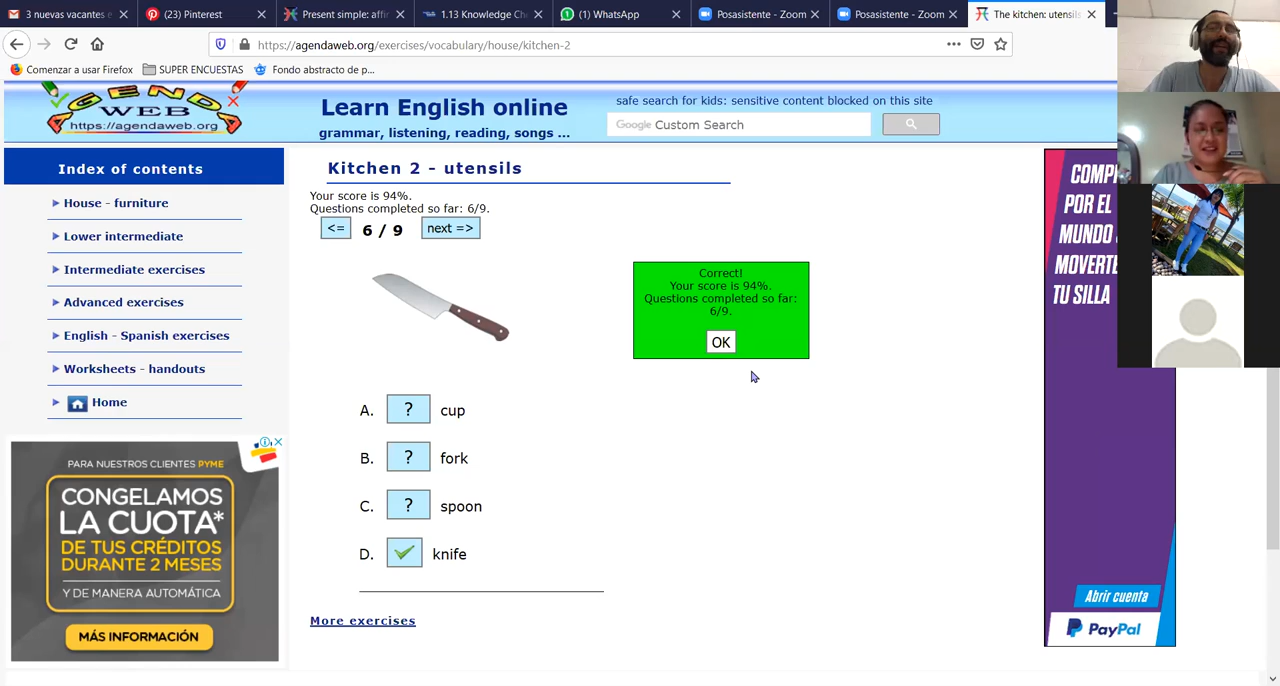 3 nuevas vacantes e
(23) Pinterest
Present simple: affir
1.13 Knowledge Che
(1) WhatsApp
Posasistente - Zoom
Posasistente - Zoom
The kitchen: utensils
https://agendaweb.org/exercises/vocabulary/house/kitchen-2
Comenzar a usar Firefox
SUPER ENCUESTAS
Fondo abstracto de p...
AGENDA
WEB
https://agendaweb.org
Learn English online
grammar, listening, reading, songs ...
safe search for kids: sensitive content blocked on this site
Google Custom Search
Index of contents
House - furniture
Lower intermediate
Intermediate exercises
Advanced exercises
English - Spanish exercises
Worksheets - handouts
Home
PARA NUESTROS CLIENTES PYME
CONGELAMOS
LA CUOTA*
DE TUS CRÉDITOS
DURANTE 2 MESES
Y DE MANERA AUTOMÁTICA
MÁS INFORMACIÓN
Kitchen 2 - utensils
Your score is 94%.
Questions completed so far: 6/9.
<=
6 / 9
next =>
Correct!
Your score is 94%.
Questions completed so far:
6/9.
OK
A. ? cup
B. ? fork
C. ? spoon
D. knife
More exercises
COMP
POR EL
MUNDO
MOVERTE
TU SILLA
Abrir cuenta
PayPal